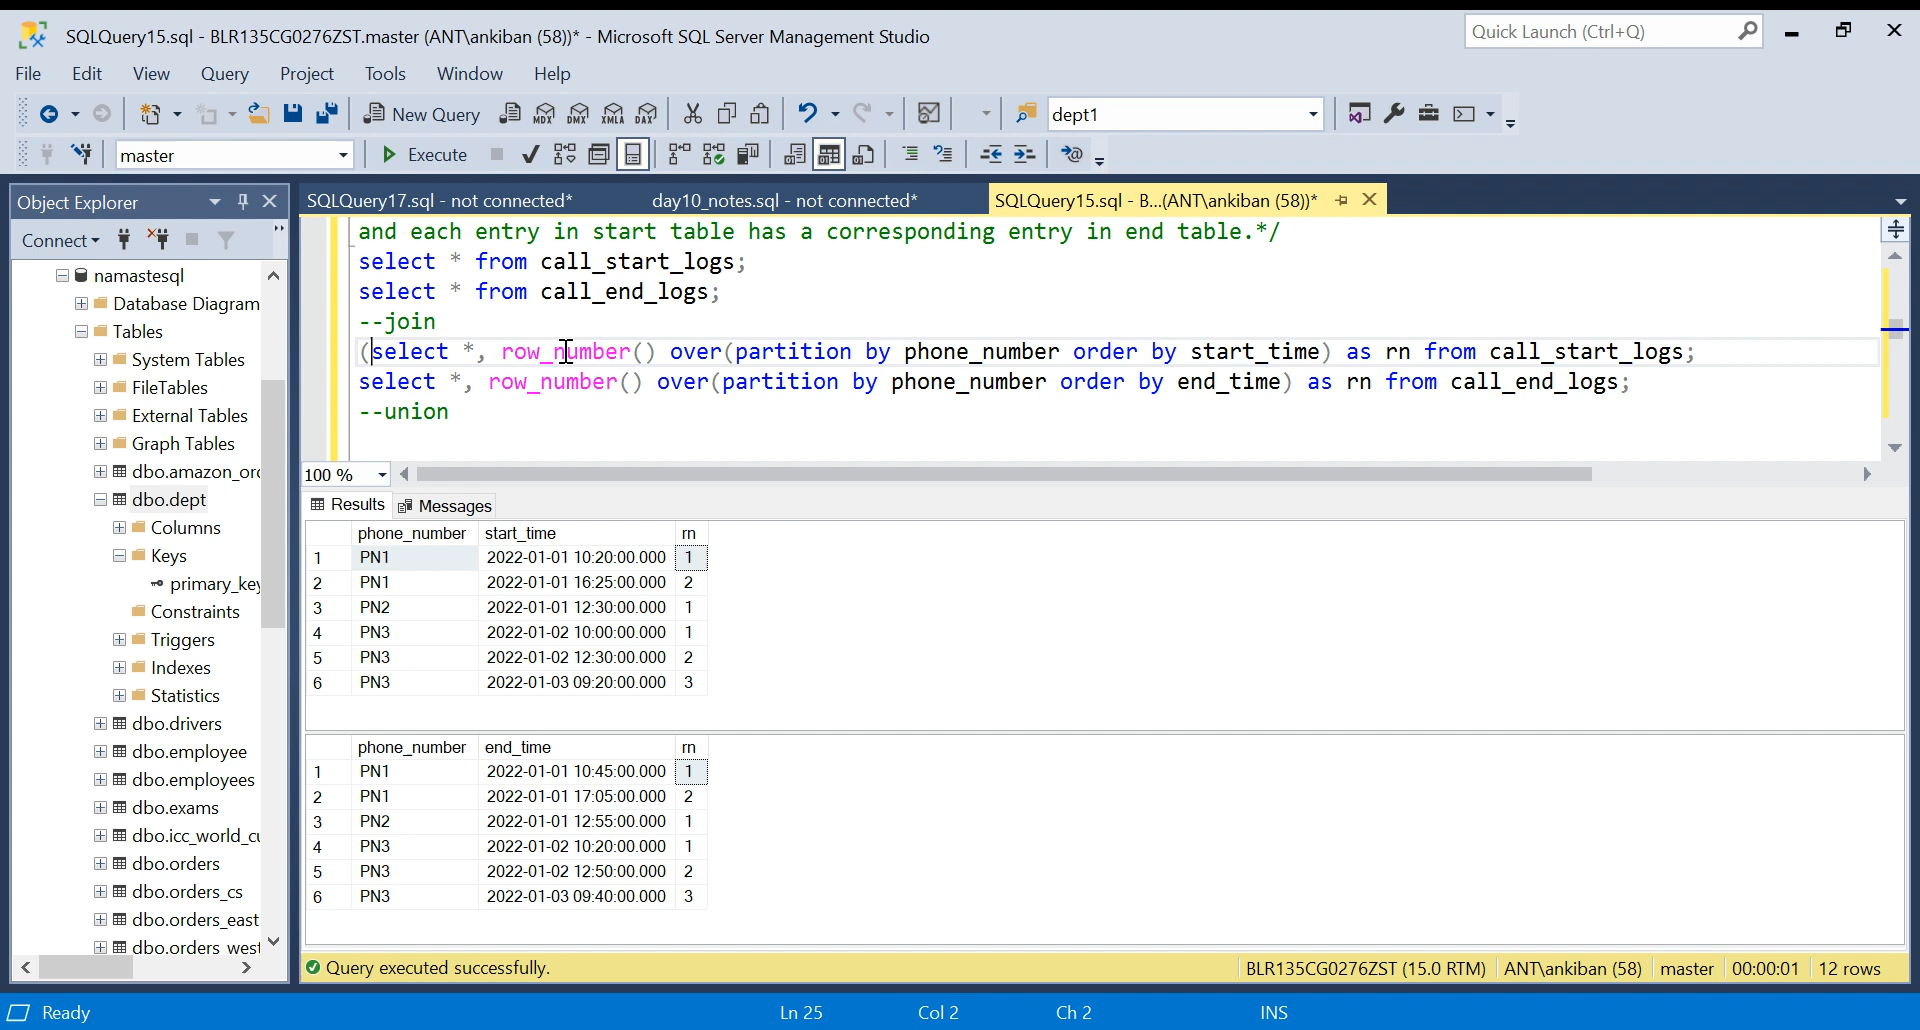 SQLQuery15.sql - BLR135CG0276ZST.master (ANT\ankiban (58))* - Microsoft SQL Server Management Studio
Quick Launch (Ctrl+Q)
File Edit View Query Project Tools Window Help
New Query MDX DMX XMLA DAX dept1
master Execute
Object Explorer
SQLQuery17.sql - not connected* day10_notes.sql - not connected* SQLQuery15.sql - B...(ANT\ankiban (58))*
Connect
namastesql
Database Diagram
Tables
System Tables
FileTables
External Tables
Graph Tables
dbo.amazon_ord
dbo.dept
Columns
Keys
primary_key
Constraints
Triggers
Indexes
Statistics
dbo.drivers
dbo.employee
dbo.employees
dbo.exams
dbo.icc_world_cu
dbo.orders
dbo.orders_cs
dbo.orders_east
dbo.orders_west
and each entry in start table has a corresponding entry in end table.*/
select * from call_start_logs;
select * from call_end_logs;
--join
(select *, row_number() over(partition by phone_number order by start_time) as rn from call_start_logs;
select *, row_number() over(partition by phone_number order by end_time) as rn from call_end_logs;
--union
100 %
Results Messages
phone_number start_time rn
1 PN1 2022-01-01 10:20:00.000 1
2 PN1 2022-01-01 16:25:00.000 2
3 PN2 2022-01-01 12:30:00.000 1
4 PN3 2022-01-02 10:00:00.000 1
5 PN3 2022-01-02 12:30:00.000 2
6 PN3 2022-01-03 09:20:00.000 3
phone_number end_time rn
1 PN1 2022-01-01 10:45:00.000 1
2 PN1 2022-01-01 17:05:00.000 2
3 PN2 2022-01-01 12:55:00.000 1
4 PN3 2022-01-02 10:20:00.000 1
5 PN3 2022-01-02 12:50:00.000 2
6 PN3 2022-01-03 09:40:00.000 3
Query executed successfully. BLR135CG0276ZST (15.0 RTM) ANT\ankiban (58) master 00:00:01 12 rows
Ready Ln 25 Col 2 Ch 2 INS